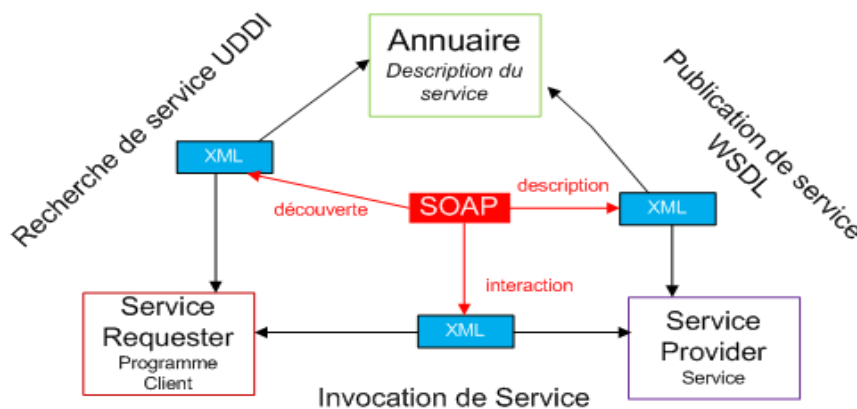 Recherche de service UDDI
Annuaire
Description du
service
Publication de service
WSDL
XML
découverte
SOAP
description
XML
interaction
Service
Requester
Programme
Client
XML
Service
Provider
Service
Invocation de Service